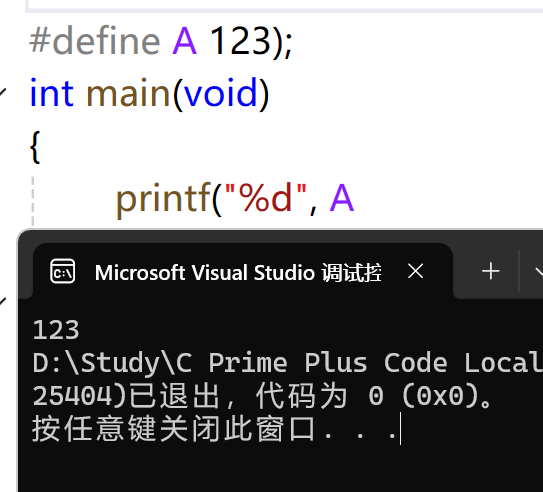 #define A 123);
int main(void)
{
printf("%d", A
Microsoft Visual Studio 调试控
123
D:\Study\C Prime Plus Code Local
25404)已退出，代码为 0 (0x0)。
按任意键关闭此窗口. . .